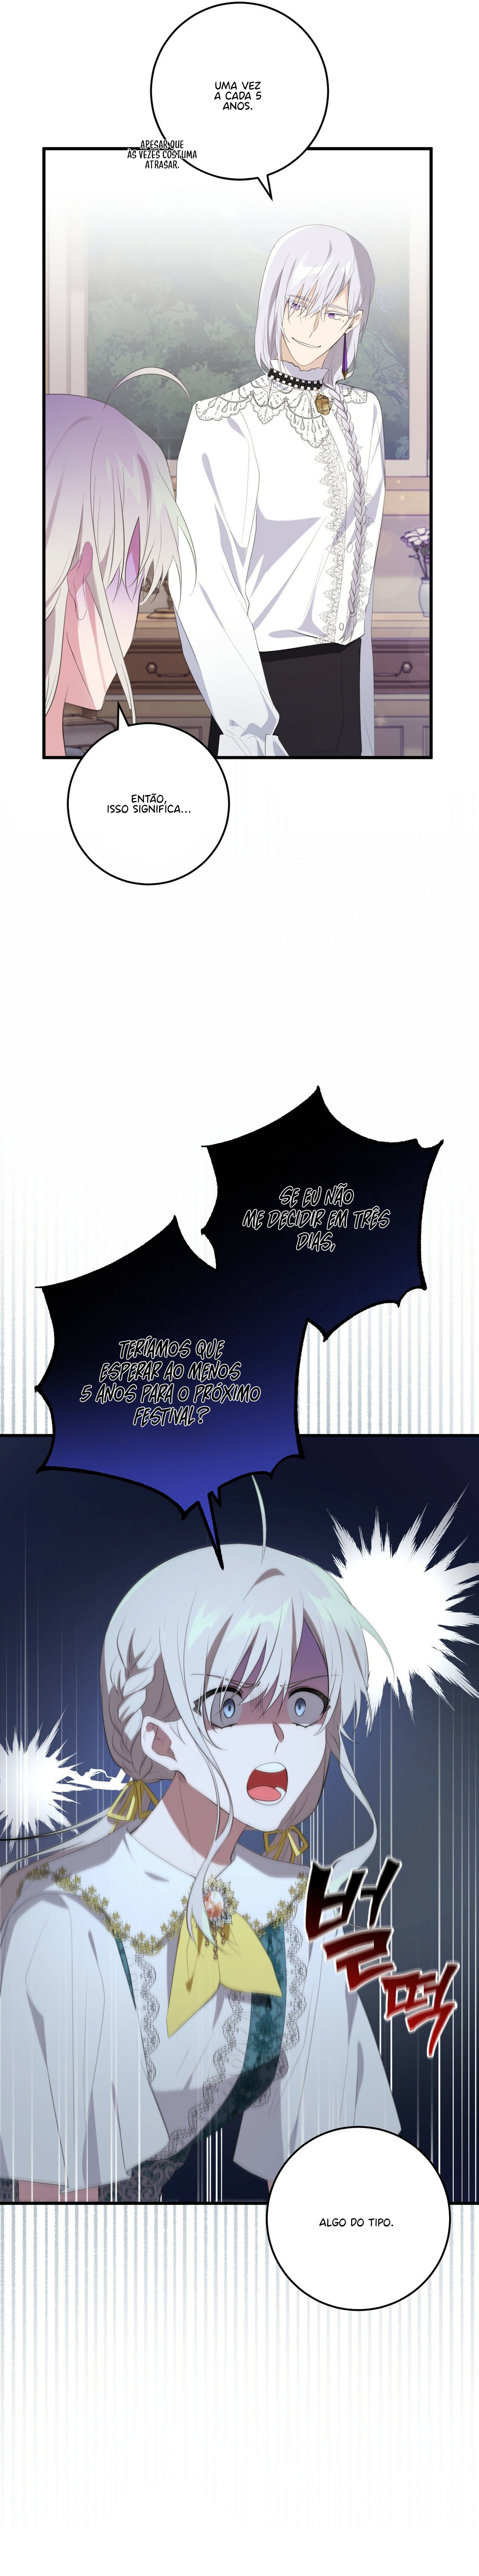 UMA VEZ
A CADA 5
ANOS.
APESAR QUE
ÀS VEZES COSTUMA
ATRASAR.
ENTÃO,
ISSO SIGNIFICA...
SE EU NÃO
ME DECIDIR EM TRÊS
DIAS,
TERÍAMOS QUE
ESPERAR AO MENOS
5 ANOS PARA O PRÓXIMO
FESTIVAL?
벌
떡
ALGO DO TIPO.